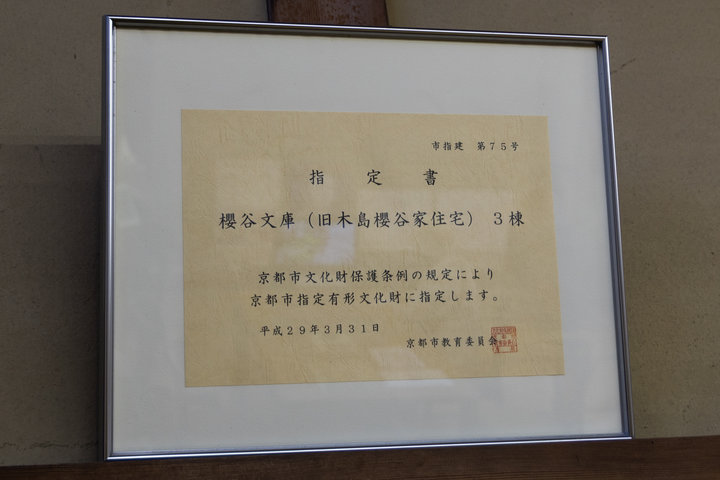 市指建　第７５号
指定書
櫻谷文庫（旧木島櫻谷家住宅）　３棟
京都市文化財保護条例の規定により
京都市指定有形文化財に指定します。
平成２９年３月３１日
京都市教育委員会